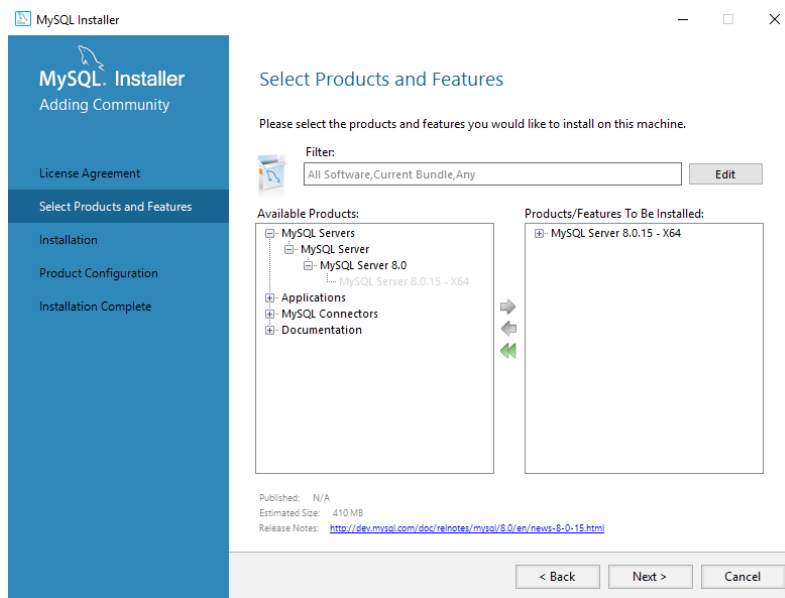 MySQL Installer
MySQL. Installer
Adding Community
License Agreement
Select Products and Features
Installation
Product Configuration
Installation Complete
Select Products and Features
Please select the products and features you would like to install on this machine.
Filter:
All Software,Current Bundle,Any
Edit
Available Products:
MySQL Servers
MySQL Server
MySQL Server 8.0
MySQL Server 8.0.15 - X64
Applications
MySQL Connectors
Documentation
Products/Features To Be Installed:
MySQL Server 8.0.15 - X64
Published: N/A
Estimated Size: 410 MB
Release Notes: http://dev.mysql.com/doc/relnotes/mysql/8.0/en/news-8-0-15.html
< Back
Next >
Cancel